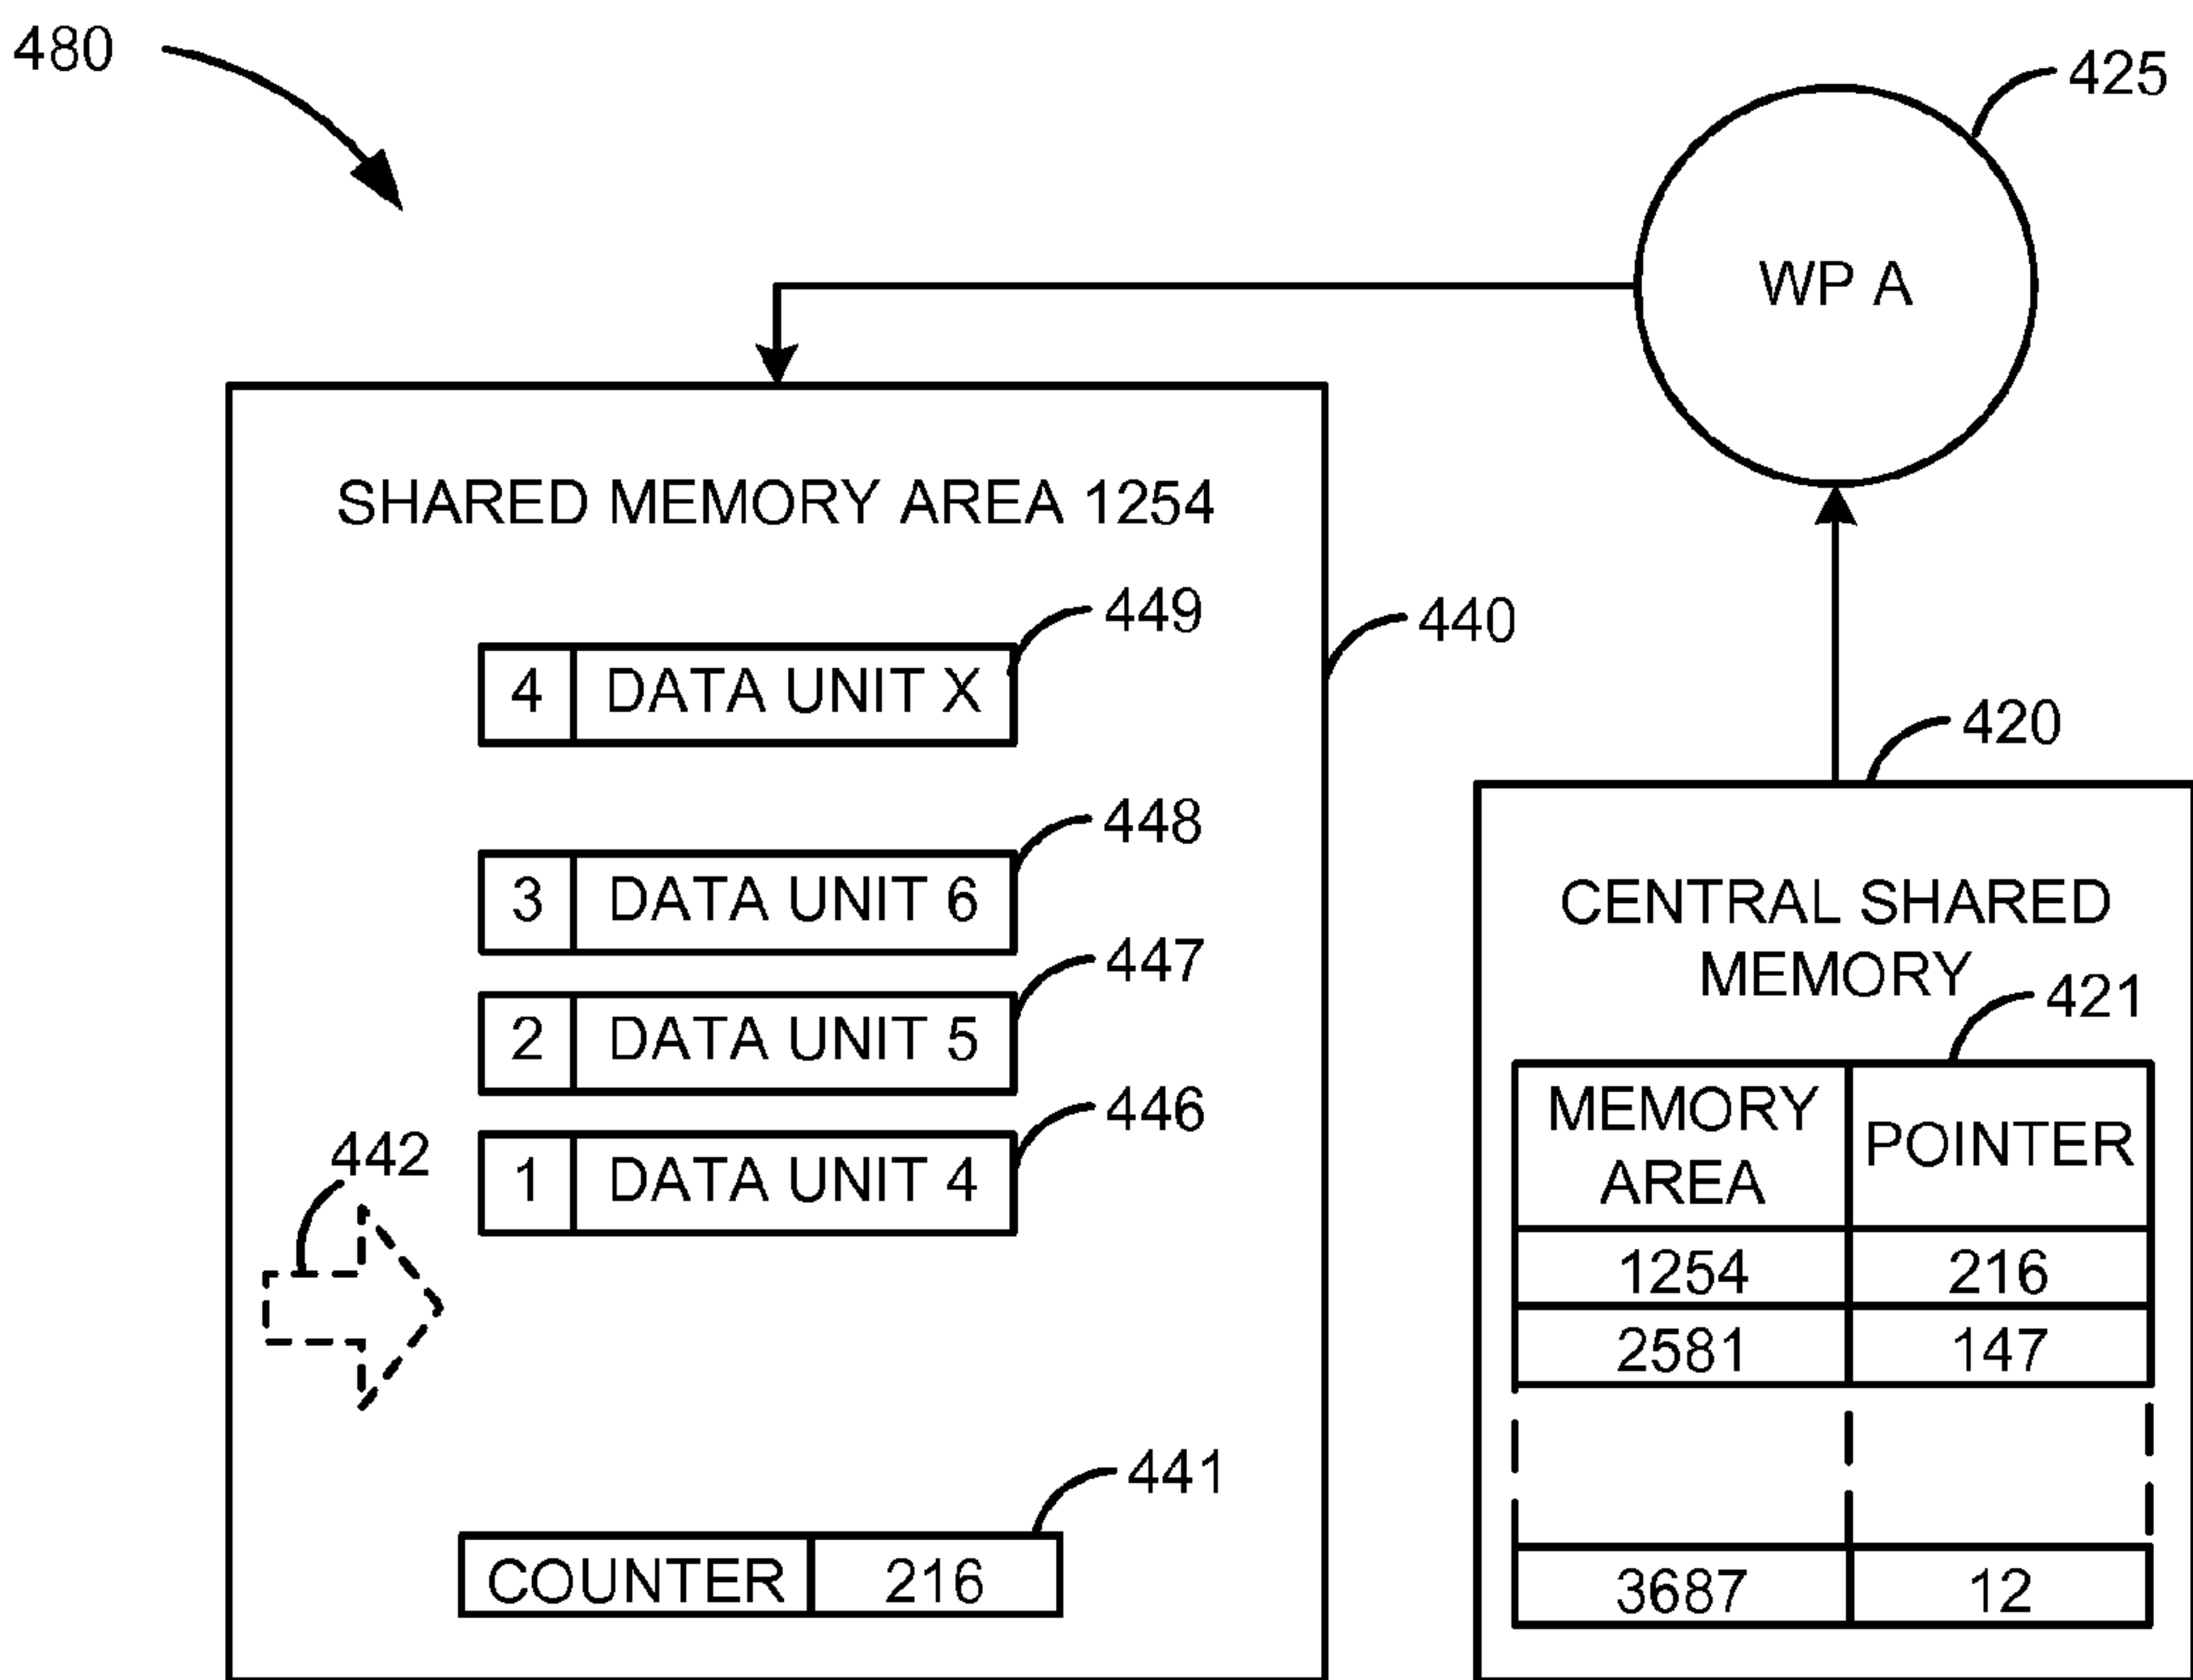 480
425
WP A
SHARED MEMORY AREA 1254
449
440
4 DATA UNIT X
420
448
3 DATA UNIT 6
CENTRAL SHARED
MEMORY
447
421
2 DATA UNIT 5
446
442
1 DATA UNIT 4
MEMORY
AREA
POINTER
1254 216
2581 147
441
COUNTER 216
3687 12